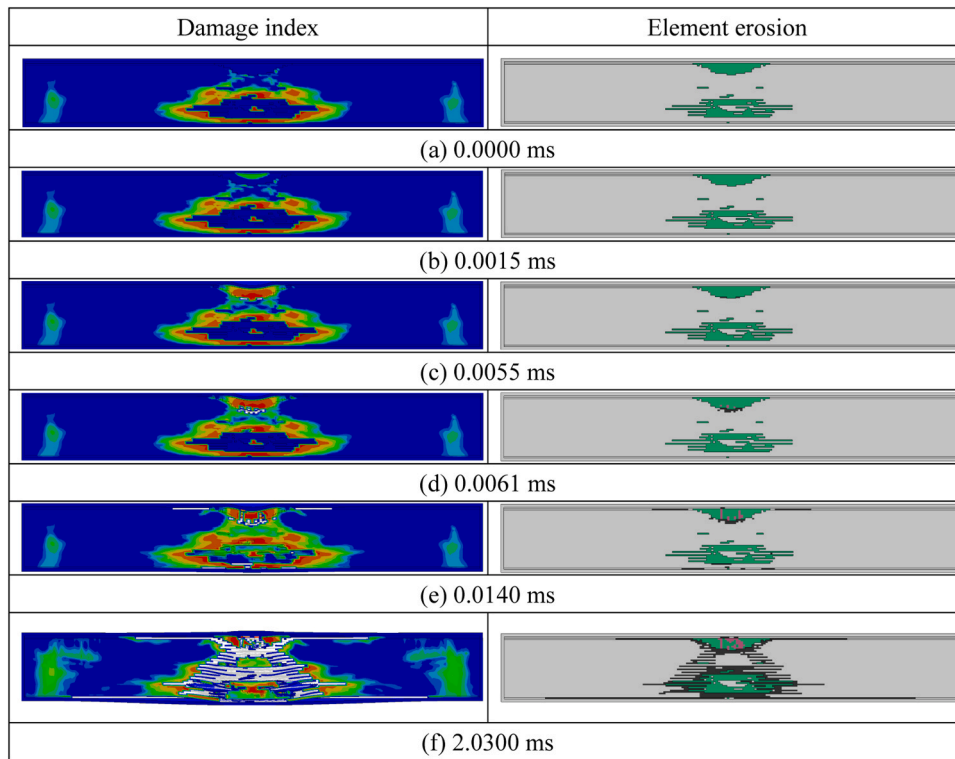 Damage index
Element erosion
(a) 0.0000 ms
(b) 0.0015 ms
(c) 0.0055 ms
(d) 0.0061 ms
(e) 0.0140 ms
(f) 2.0300 ms